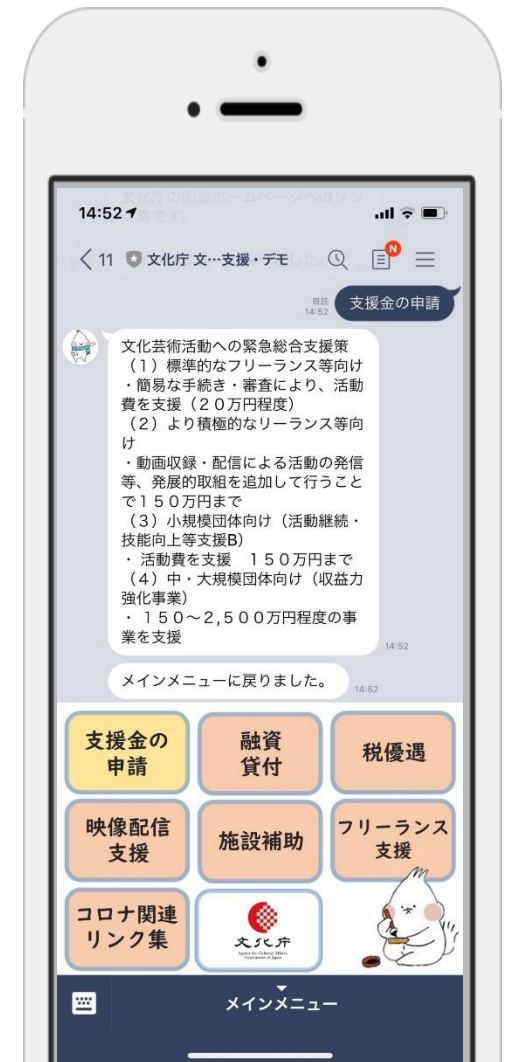 文化庁の関連ホームページへのリン
集です。
14:52
11 文化庁 文…支援・デモ
した。
N
既読
14:52
支援金の申請
文化芸術活動への緊急総合支援策
（1）標準的なフリーランス等向け
・簡易な手続き・審査により、活動
費を支援（２０万円程度）
（２）より積極的なリーランス等向
け
・動画収録・配信による活動の発信
等、発展的取組を追加して行うこと
で１５０万円まで
（３）小規模団体向け（活動継続・
技能向上等支援B）
・ 活動費を支援　１５０万円まで
（４）中・大規模団体向け（収益力
強化事業）
・ １５０～２,５００万円程度の事
業を支援
14:52
メインメニューに戻りました。
14:52
支援金の
申請
融資
貸付
税優遇
映像配信
支援
施設補助
フリーランス
支援
コロナ関連
リンク集
文化庁
Agency for Cultural Affairs,
Government of Japan
メインメニュー